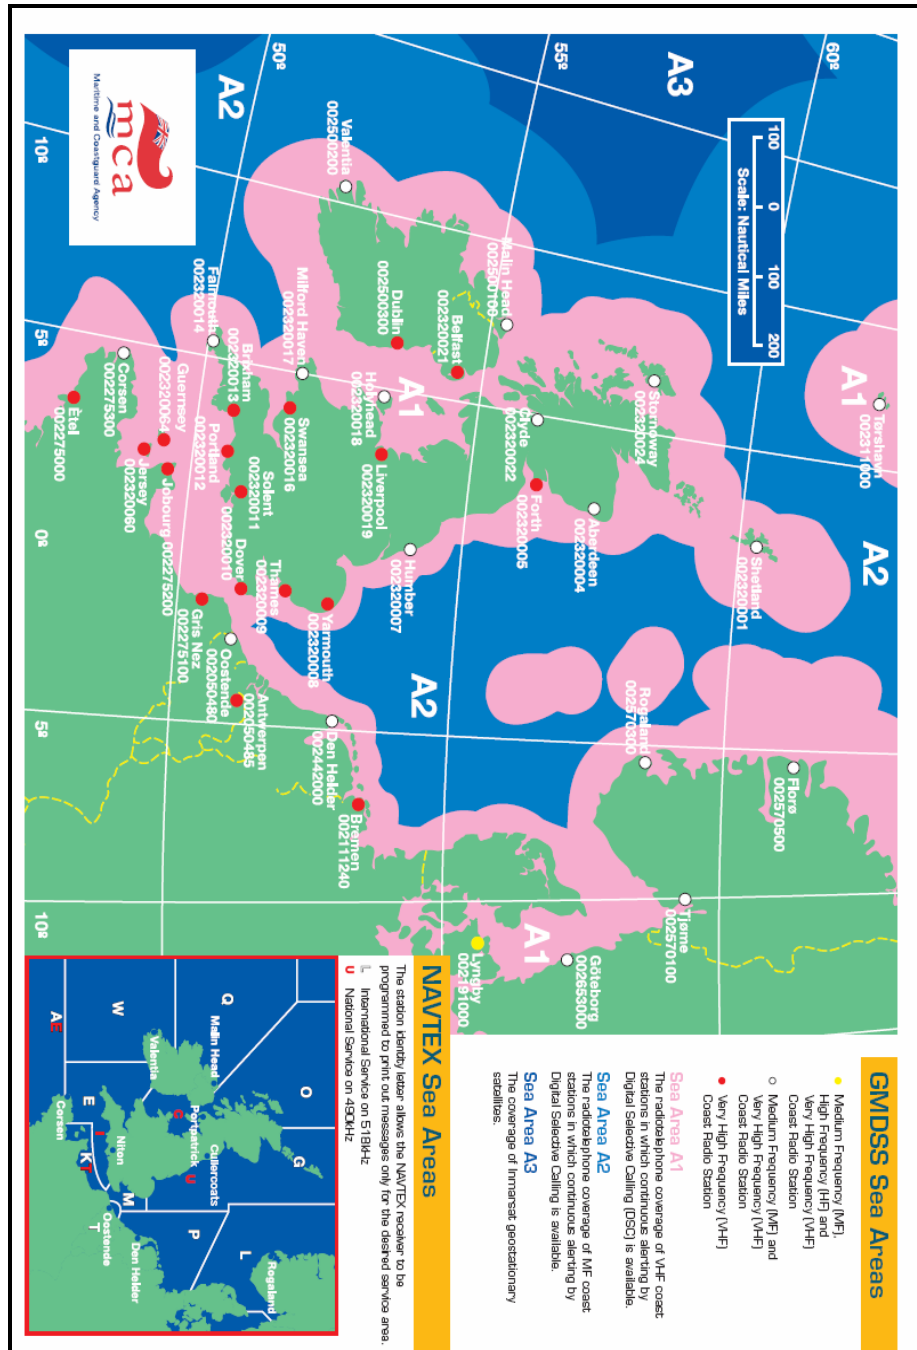 60º
A1
Tørshavn
002311000
A2
Shetland
002320001
Florø
002570500
A3
100 0 100 200
Scale: Nautical Miles
Stornoway
002320024
Rogaland
002570300
Tjøme
002570100
Aberdeen
002320004
Göteborg
002653000
55º
Clyde
002320022
Forth
002320005
A1
Malin Head
002500100
Lyngby
002191000
Belfast
002320021
A2
A1
Dublin
002500300
Holyhead
002320018
Liverpool
002320019
Humber
002320007
Valentia
002500200
Bremen
002111240
Den Helder
002442000
Yarmouth
002320008
Milford Haven
002320017
Swansea
002320016
Thames
002320009
50º
A2
Brixham
002320013
Solent
002320011
Dover
002320010
Antwerpen
002050485
Oostende
002050480
Falmouth
002320014
Portland
002320012
Gris Nez
002275100
Guernsey
002320064
Jobourg 002275200
Jersey
002320060
Corsen
002275300
Étel
002275000
mca
Maritime and Coastguard Agency
10º
5º
0º
5º
10º
GMDSS Sea Areas
Medium Frequency (MF),
High Frequency (HF) and
Very High Frequency (VHF)
Coast Radio Station
Medium Frequency (MF) and
Very High Frequency (VHF)
Coast Radio Station
Very High Frequency (VHF)
Coast Radio Station
Sea Area A1
The radiotelephone coverage of VHF coast
stations in which continuous alerting by
Digital Selective Calling (DSC) is available.
Sea Area A2
The radiotelephone coverage of MF coast
stations in which continuous alerting by
Digital Selective Calling is available.
Sea Area A3
The coverage of Inmarsat geostationary
satellites.
NAVTEX Sea Areas
The station identity letter allows the NAVTEX receiver to be
programmed to print out messages only for the desired service area.
L International Service on 518kHz
U National Service on 490kHz
O
G
L
Rogaland
Q
Malin Head
Cullercoats
Portpatrick
U
C
P
W
Valentia
Niton
I
M
Den Helder
Oostende
T
E
K
T
Corsen
A
E